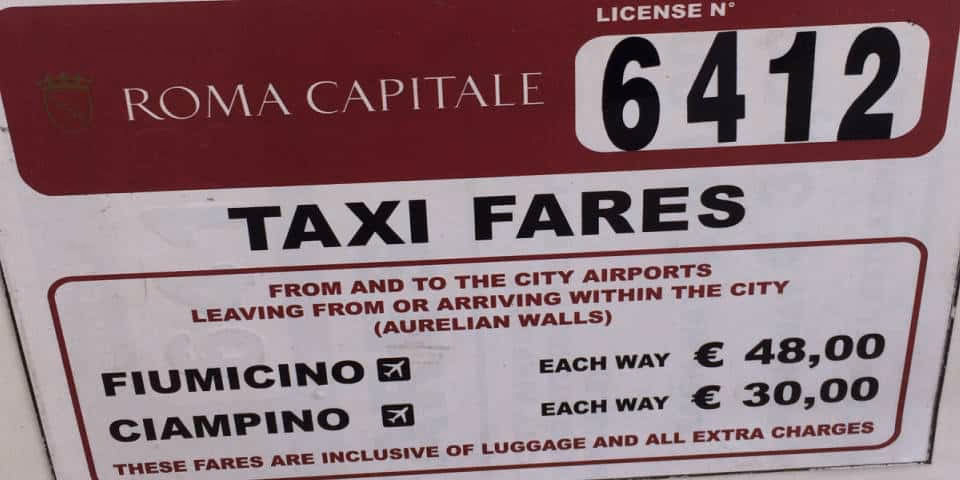 LICENSE N°
ROMA CAPITALE
6412
TAXI FARES
FROM AND TO THE CITY AIRPORTS
LEAVING FROM OR ARRIVING WITHIN THE CITY
(AURELIAN WALLS)
FIUMICINO EACH WAY € 48,00
CIAMPINO EACH WAY € 30,00
THESE FARES ARE INCLUSIVE OF LUGGAGE AND ALL EXTRA CHARGES